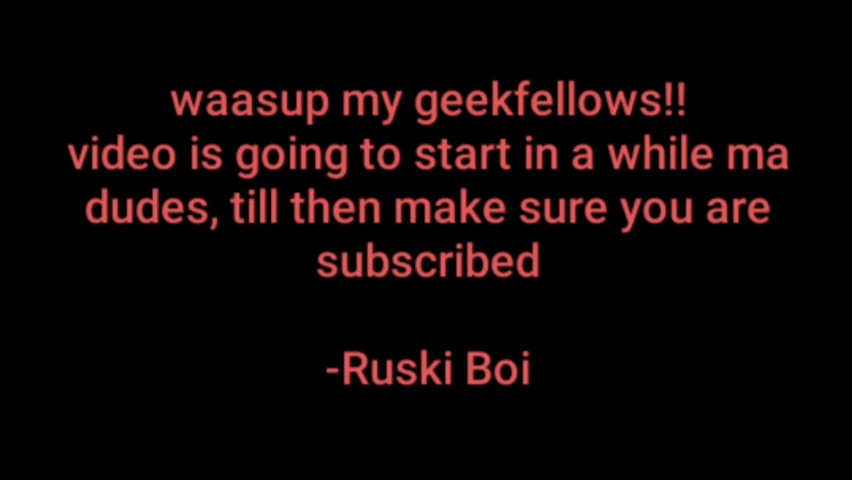 waasup my geekfellows!!
video is going to start in a while ma
dudes, till then make sure you are
subscribed
-Ruski Boi